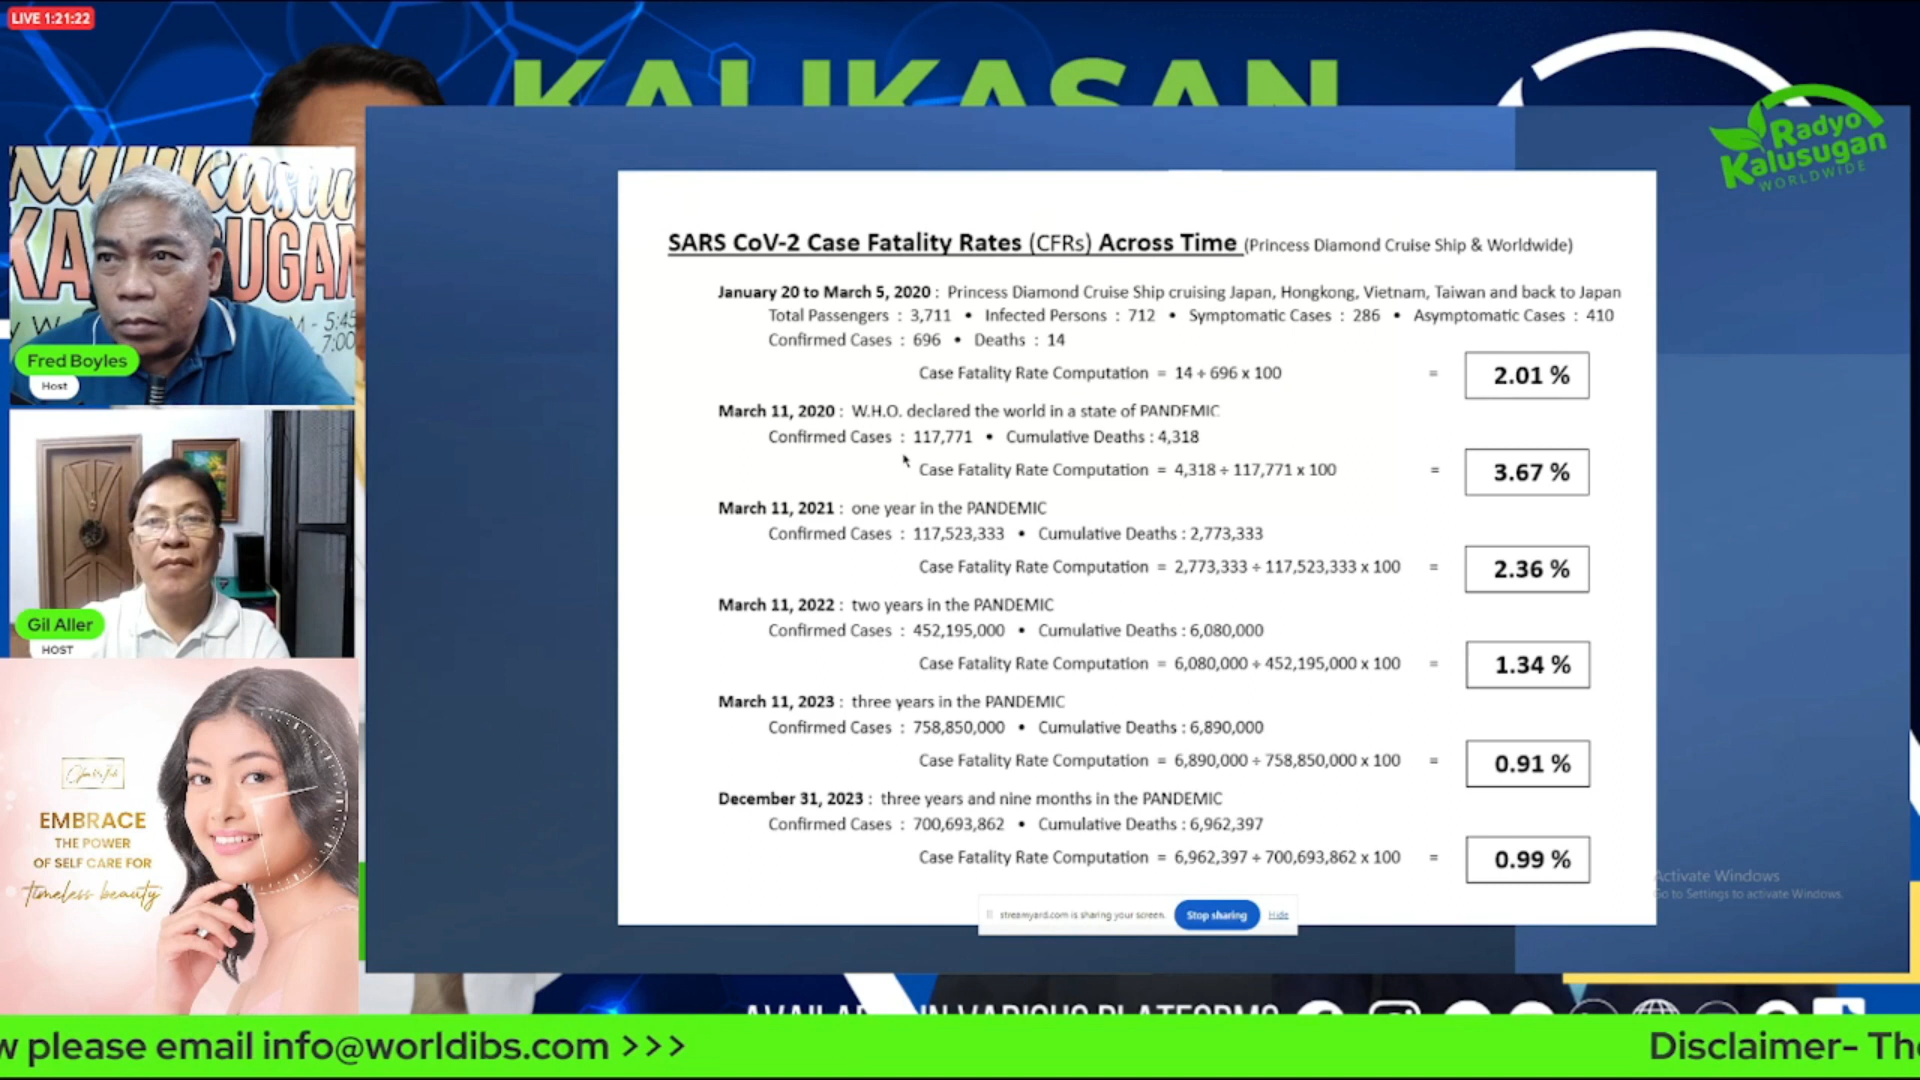 LIVE 1:21:22
KALIKASAN
Radyo
Kalusugan
WORLDWIDE
Fred Boyles
Host
5:45
7:00
Gil Aller
HOST
EMBRACE
THE POWER
OF SELF CARE FOR
timeless beauty
SARS CoV-2 Case Fatality Rates (CFRs) Across Time (Princess Diamond Cruise Ship & Worldwide)
January 20 to March 5, 2020 : Princess Diamond Cruise Ship cruising Japan, Hongkong, Vietnam, Taiwan and back to Japan
Total Passengers : 3,711 • Infected Persons : 712 • Symptomatic Cases : 286 • Asymptomatic Cases : 410
Confirmed Cases : 696 • Deaths : 14
Case Fatality Rate Computation = 14 ÷ 696 x 100 = 2.01 %
March 11, 2020 : W.H.O. declared the world in a state of PANDEMIC
Confirmed Cases : 117,771 • Cumulative Deaths : 4,318
Case Fatality Rate Computation = 4,318 ÷ 117,771 x 100 = 3.67 %
March 11, 2021 : one year in the PANDEMIC
Confirmed Cases : 117,523,333 • Cumulative Deaths : 2,773,333
Case Fatality Rate Computation = 2,773,333 ÷ 117,523,333 x 100 = 2.36 %
March 11, 2022 : two years in the PANDEMIC
Confirmed Cases : 452,195,000 • Cumulative Deaths : 6,080,000
Case Fatality Rate Computation = 6,080,000 ÷ 452,195,000 x 100 = 1.34 %
March 11, 2023 : three years in the PANDEMIC
Confirmed Cases : 758,850,000 • Cumulative Deaths : 6,890,000
Case Fatality Rate Computation = 6,890,000 ÷ 758,850,000 x 100 = 0.91 %
December 31, 2023 : three years and nine months in the PANDEMIC
Confirmed Cases : 700,693,862 • Cumulative Deaths : 6,962,397
Case Fatality Rate Computation = 6,962,397 ÷ 700,693,862 x 100 = 0.99 %
streamyard.com is sharing your screen. Stop sharing Hide
Activate Windows
Go to Settings to activate Windows.
AVAILABLE IN VARIOUS PLATFORMS
w please email info@worldibs.com >>> Disclaimer- The